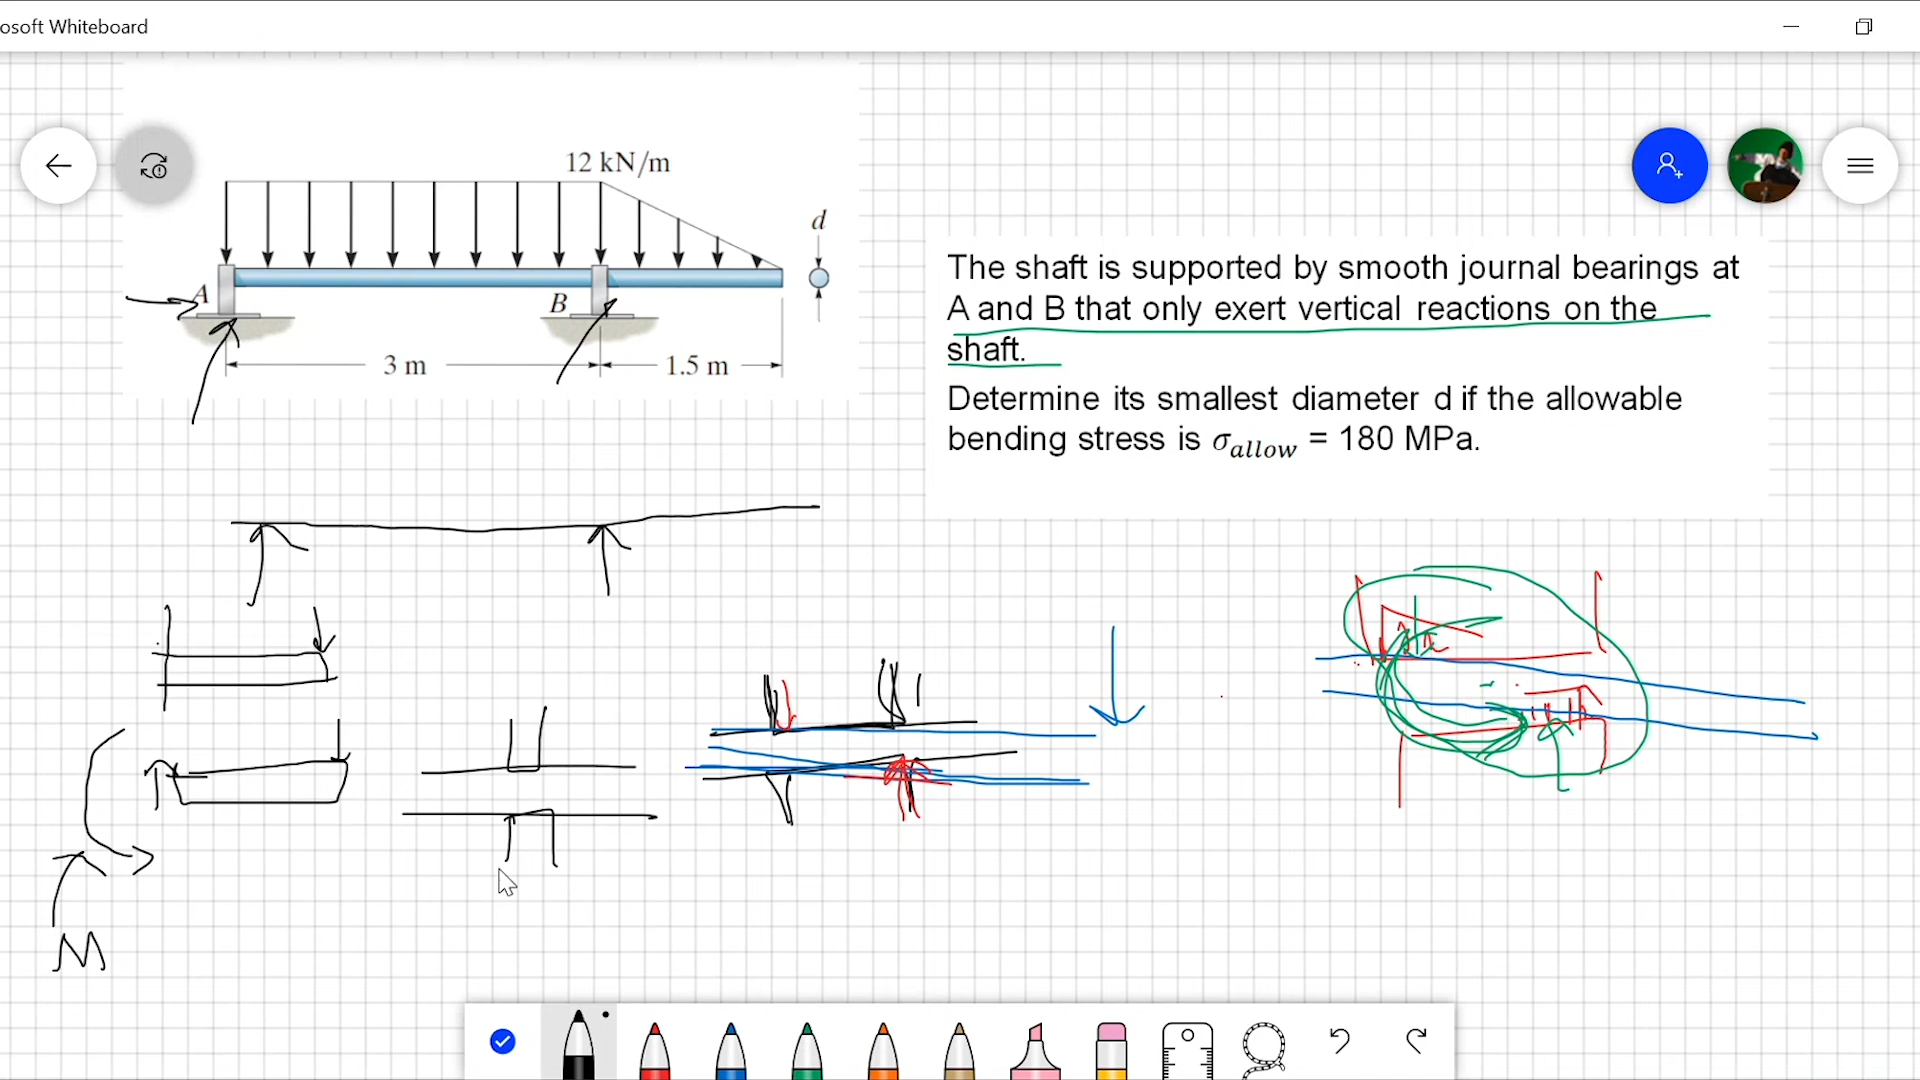 osoft Whiteboard
12 kN/m
d
A
B
3 m
1.5 m
The shaft is supported by smooth journal bearings at
A and B that only exert vertical reactions on the
shaft.
Determine its smallest diameter d if the allowable
bending stress is σ_allow = 180 MPa.
M